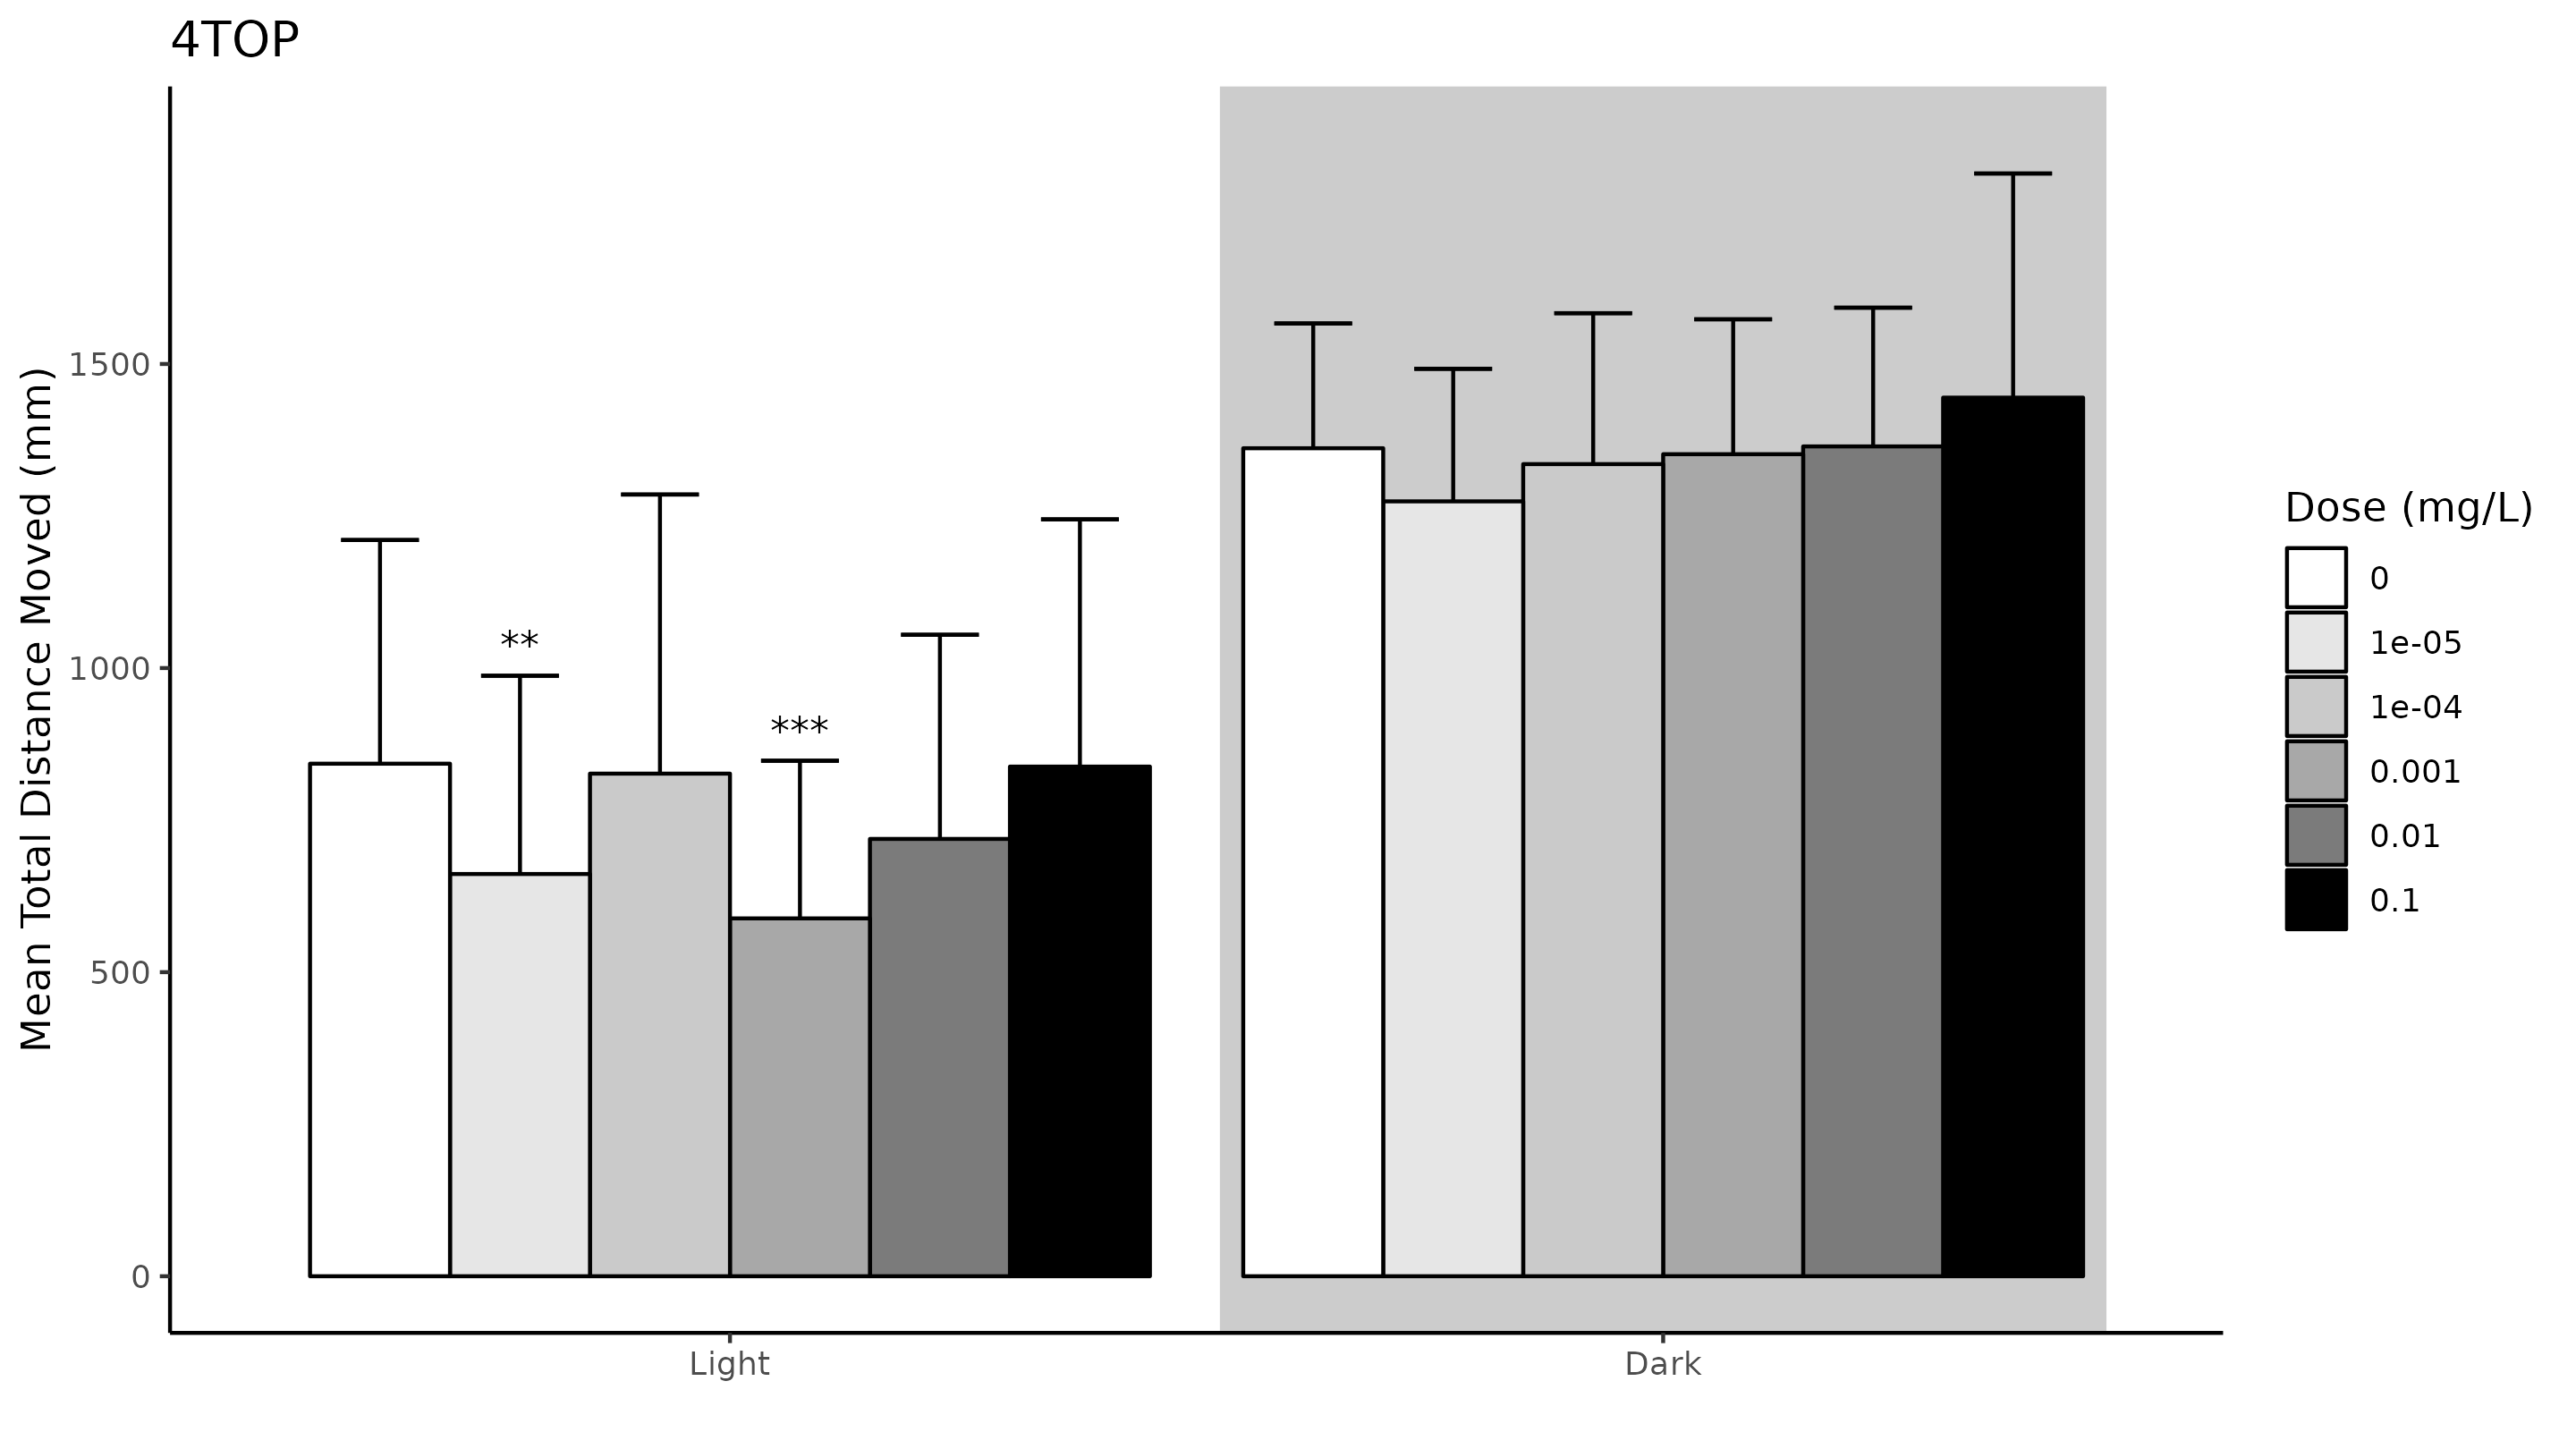 4TOP
Mean Total Distance Moved (mm)
1500
1000
500
0
**
***
Light
Dark
Dose (mg/L)
0
1e-05
1e-04
0.001
0.01
0.1